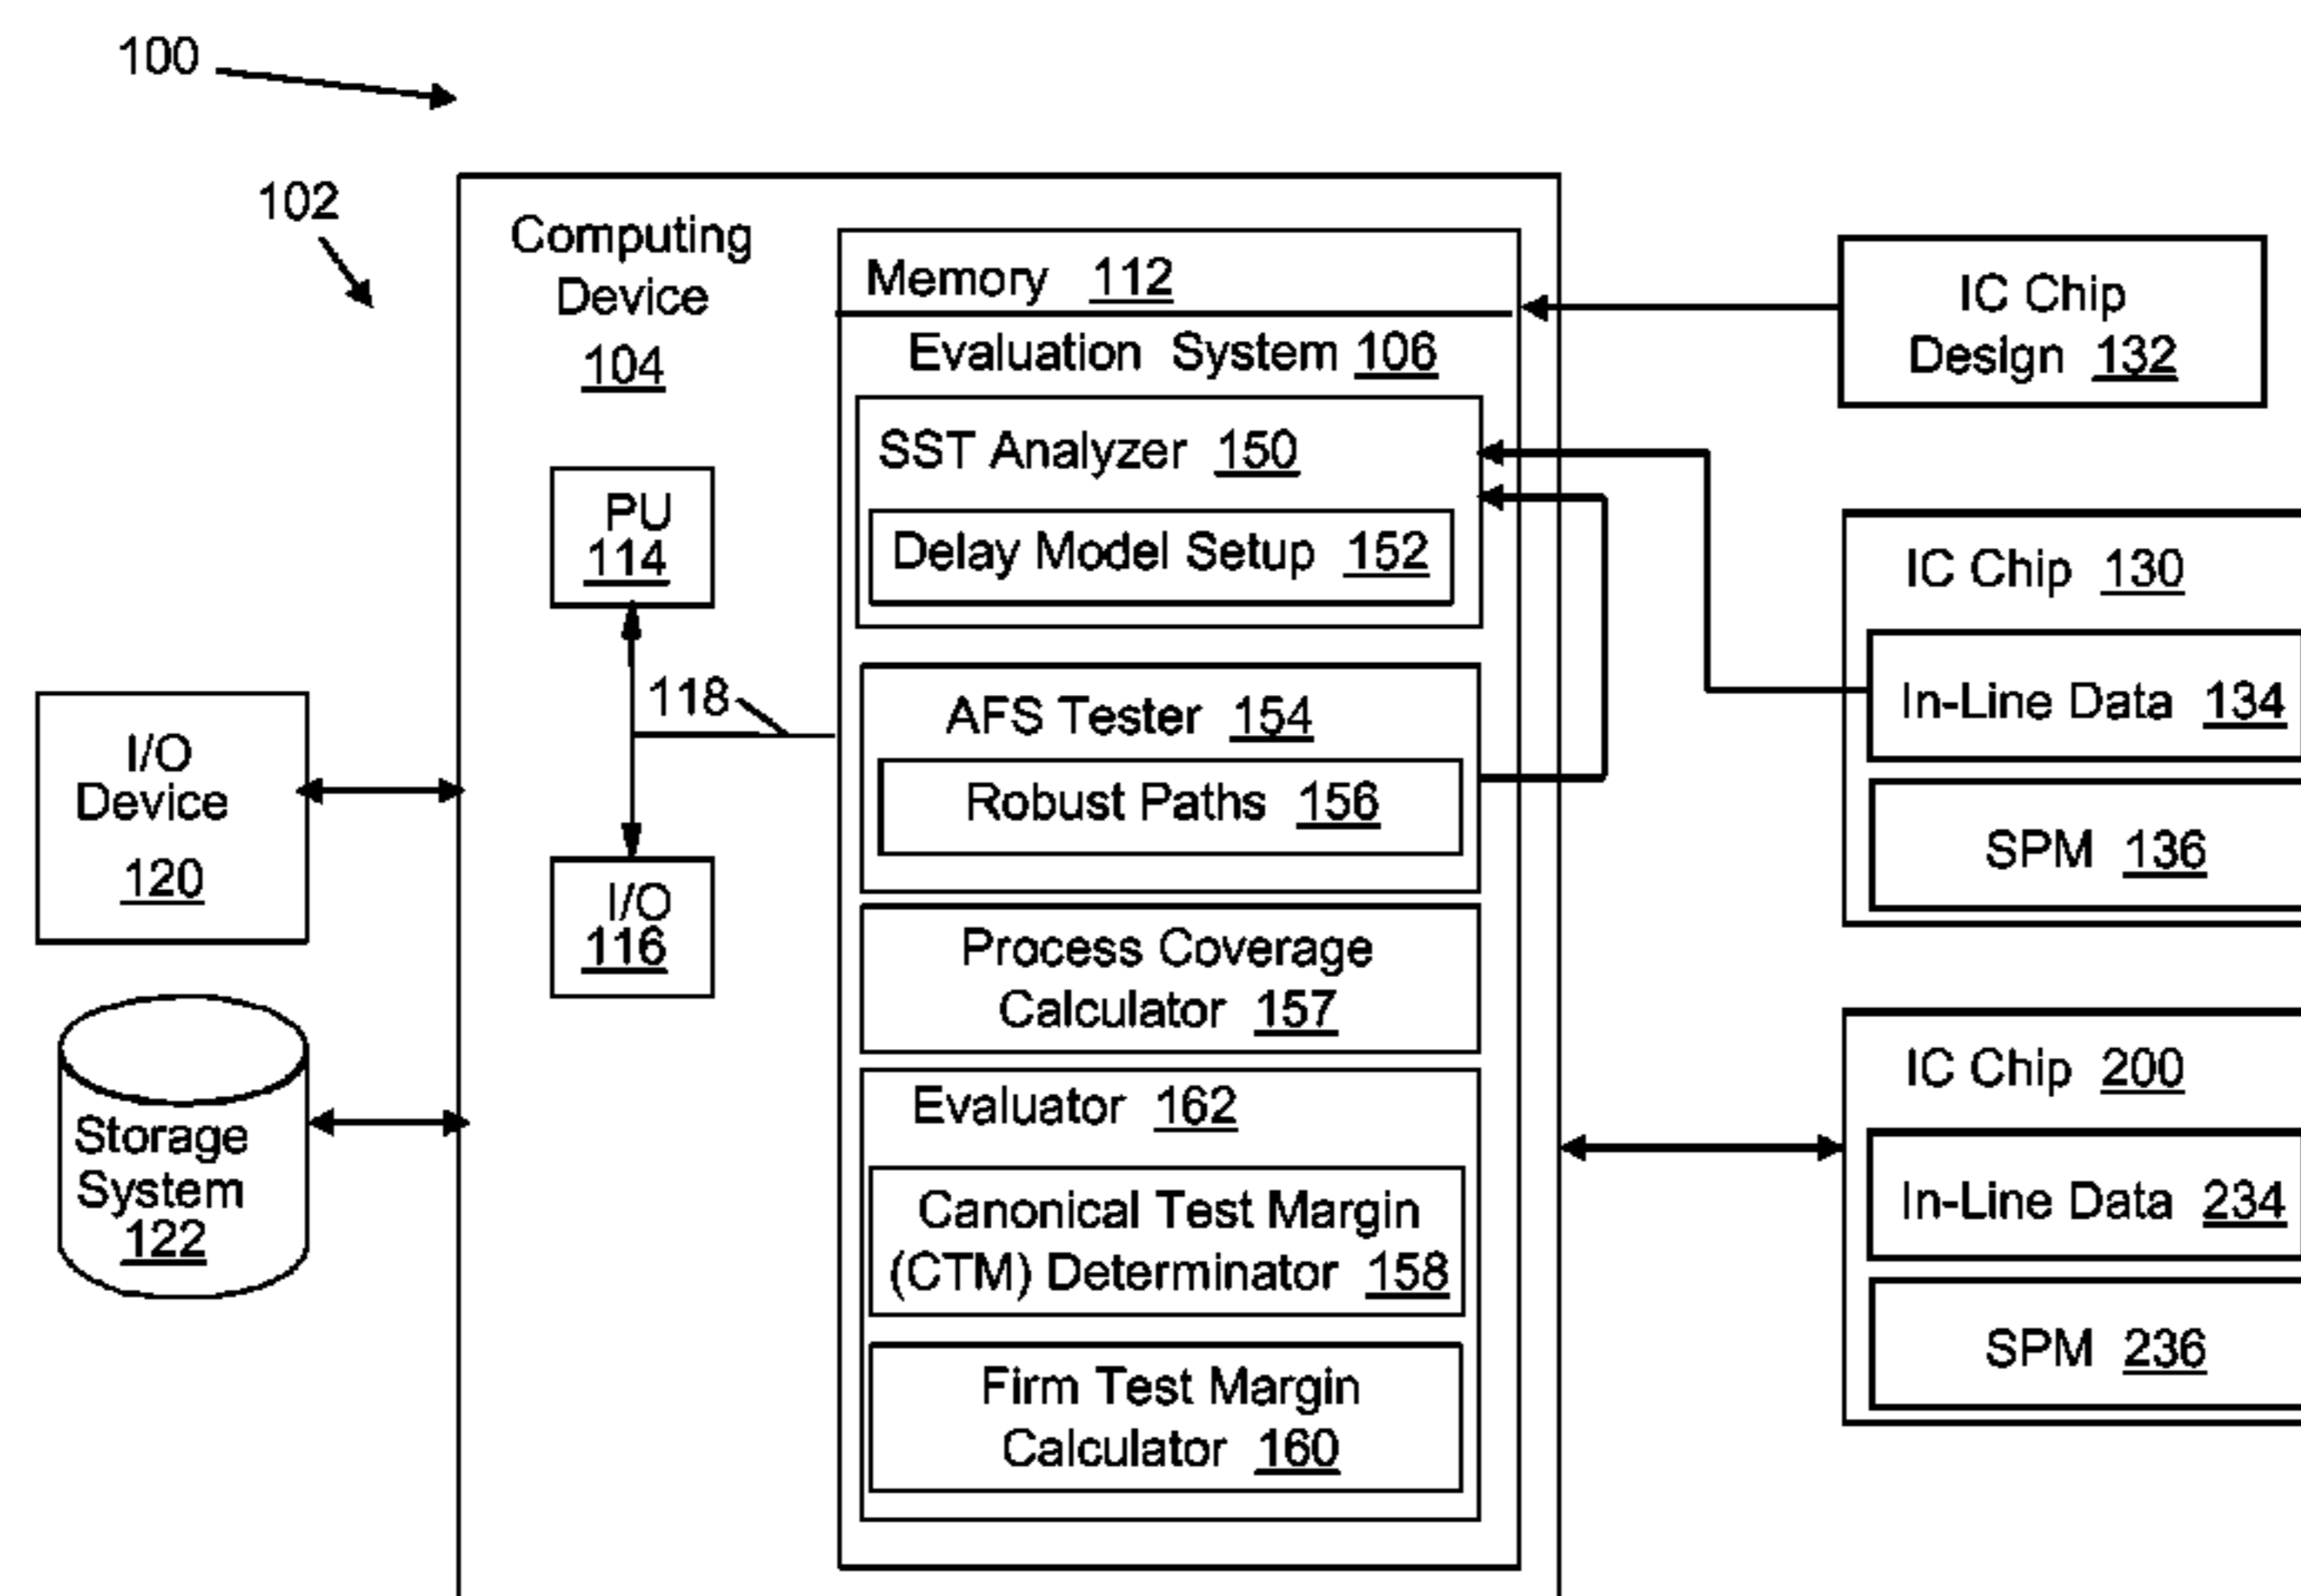 100
102
Computing
Device
104
Memory 112
Evaluation System 106
SST Analyzer 150
Delay Model Setup 152
PU
114
118
I/O
116
AFS Tester 154
Robust Paths 156
Process Coverage
Calculator 157
Evaluator 162
Canonical Test Margin
(CTM) Determinator 158
Firm Test Margin
Calculator 160
I/O
Device
120
Storage
System
122
IC Chip
Design 132
IC Chip 130
In-Line Data 134
SPM 136
IC Chip 200
In-Line Data 234
SPM 236